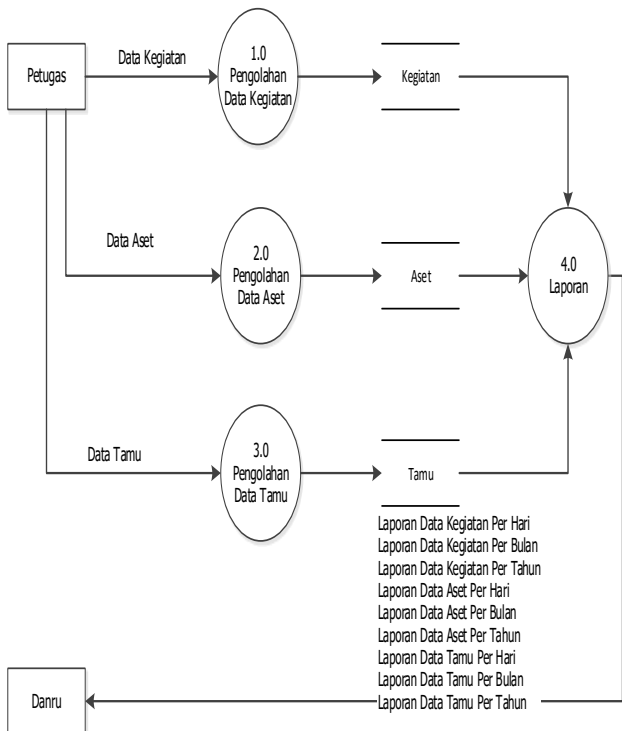 Petugas
Data Kegiatan
1.0
Pengolahan
Data Kegiatan
Kegiatan
Data Aset
2.0
Pengolahan
Data Aset
Aset
4.0
Laporan
Data Tamu
3.0
Pengolahan
Data Tamu
Tamu
Laporan Data Kegiatan Per Hari
Laporan Data Kegiatan Per Bulan
Laporan Data Kegiatan Per Tahun
Laporan Data Aset Per Hari
Laporan Data Aset Per Bulan
Laporan Data Aset Per Tahun
Laporan Data Tamu Per Hari
Laporan Data Tamu Per Bulan
Laporan Data Tamu Per Tahun
Danru